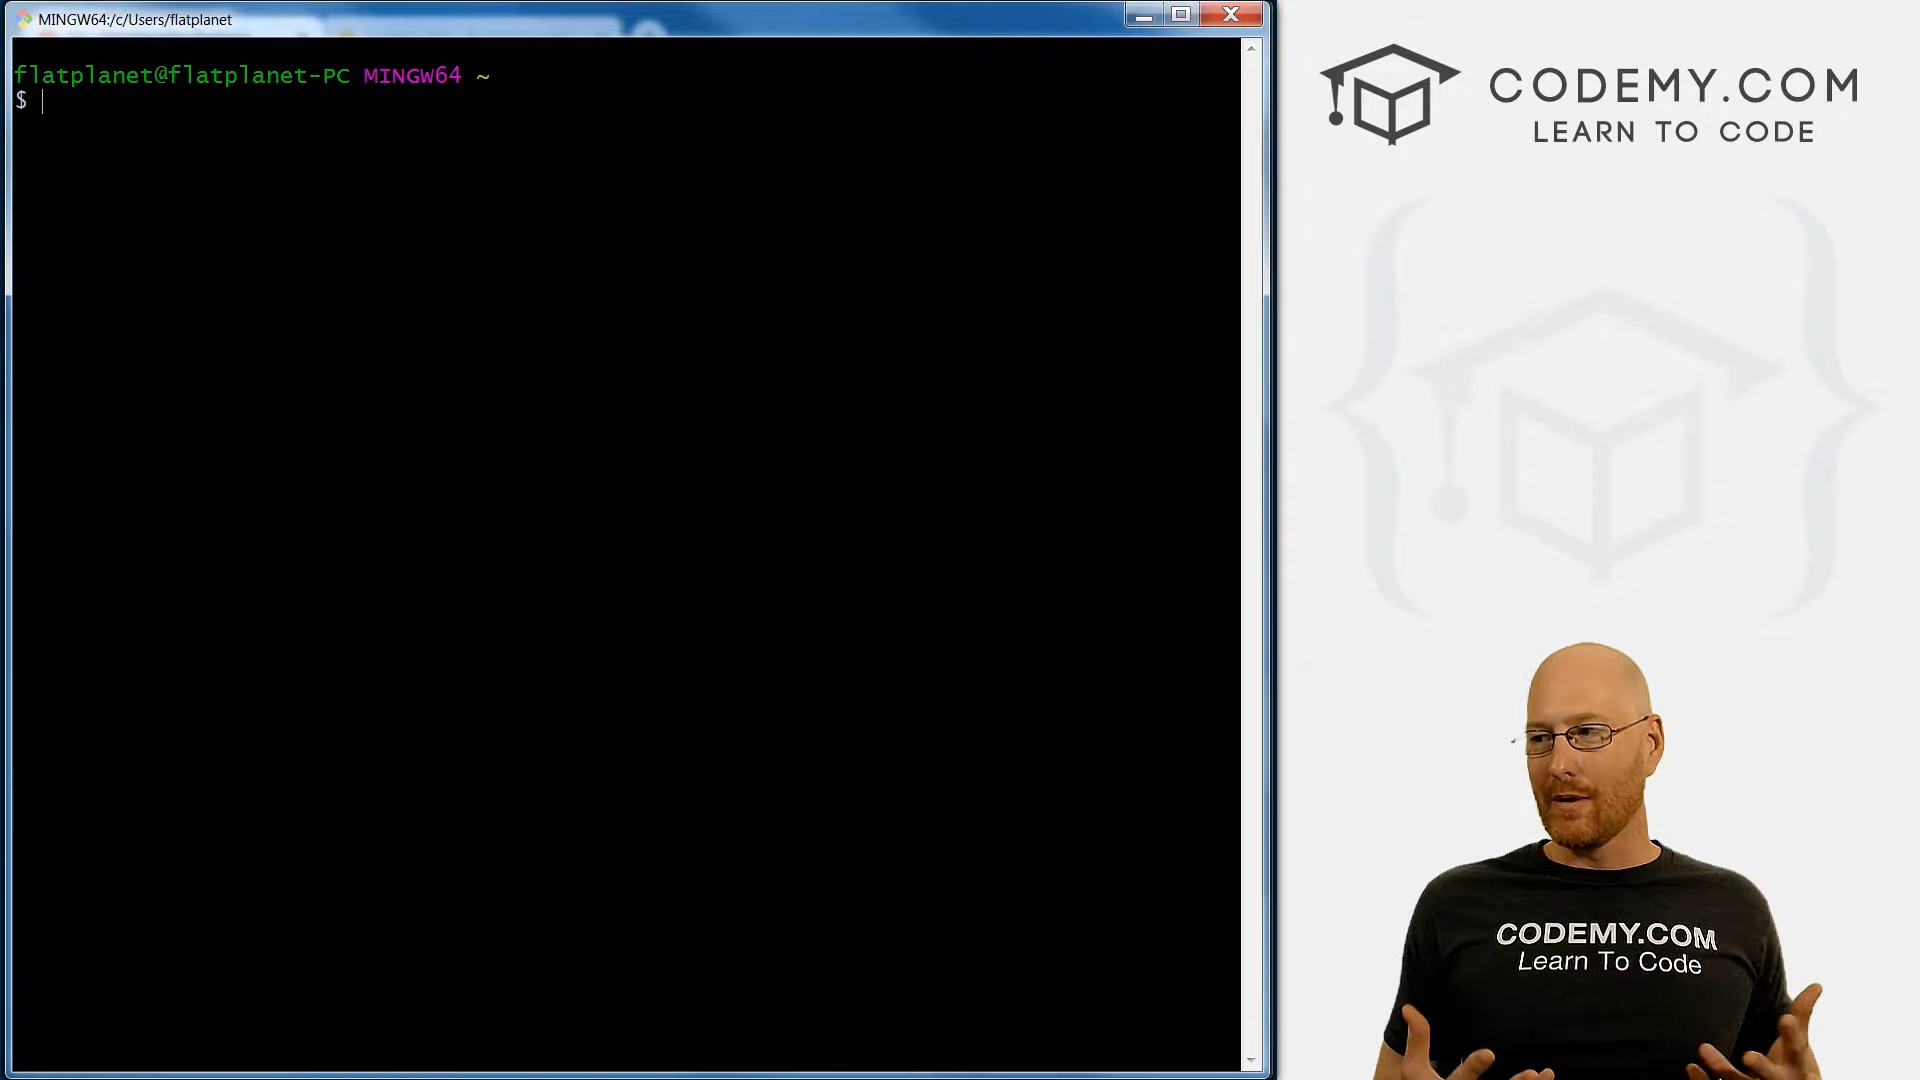 MINGW64:/c/Users/flatplanet
flatplanet@flatplanet-PC MINGW64 ~
$
CODEMY.COM
LEARN TO CODE
CODEMY.COM
Learn To Code